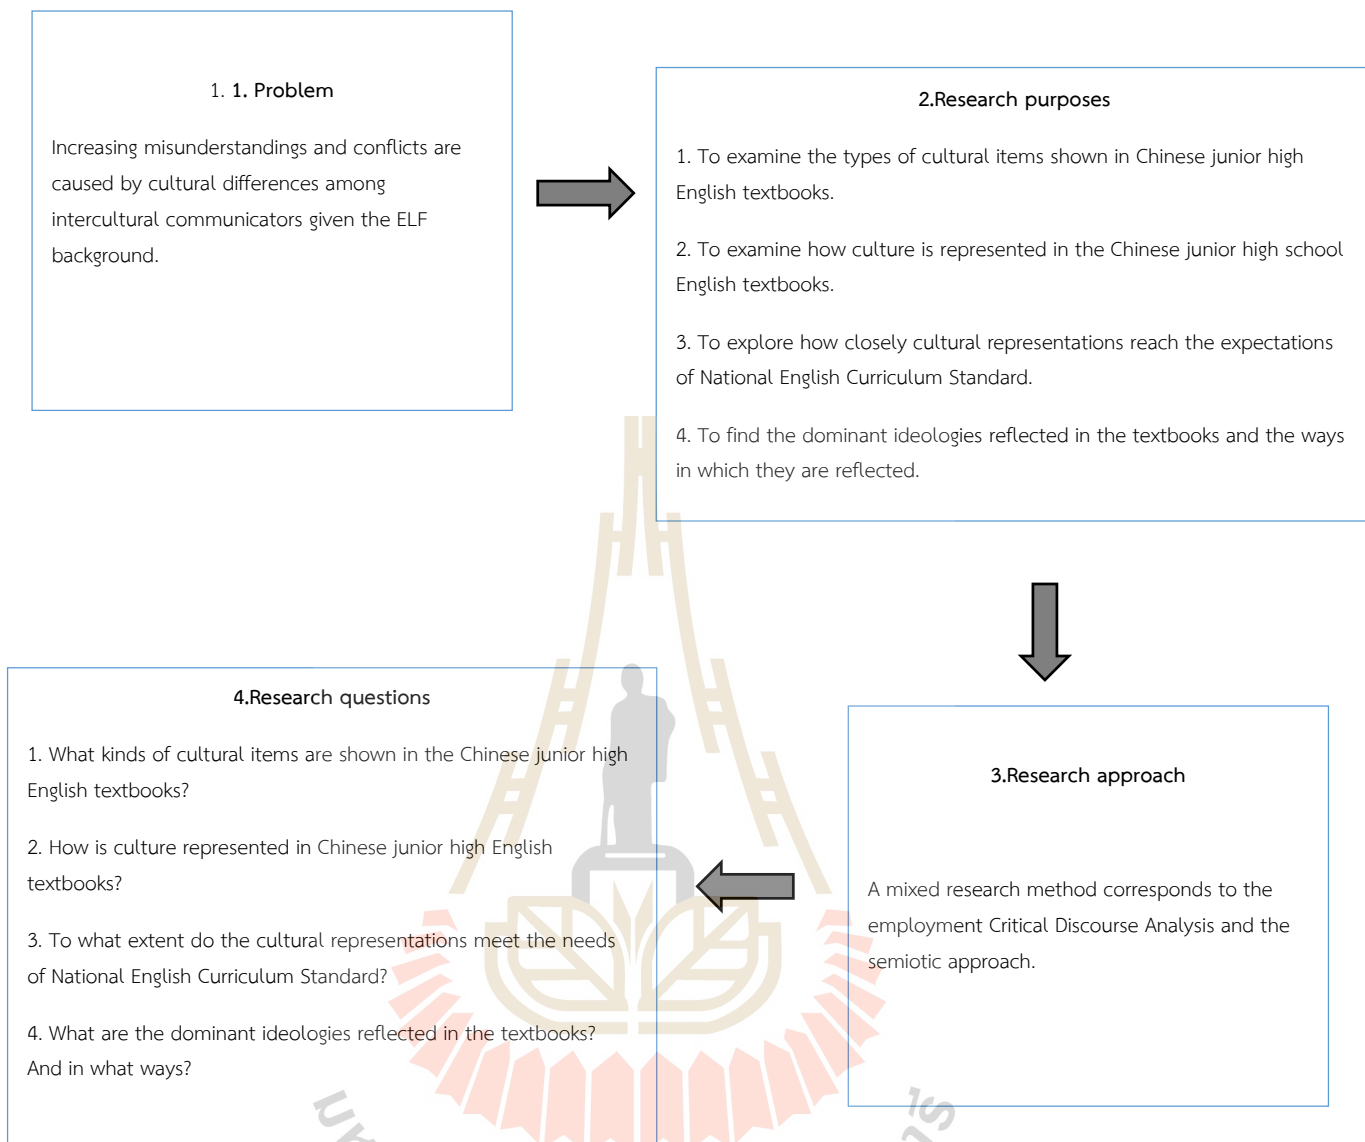 1. 1. Problem
Increasing misunderstandings and conflicts are
caused by cultural differences among
intercultural communicators given the ELF
background.
2.Research purposes
1. To examine the types of cultural items shown in Chinese junior high
English textbooks.
2. To examine how culture is represented in the Chinese junior high school
English textbooks.
3. To explore how closely cultural representations reach the expectations
of National English Curriculum Standard.
4. To find the dominant ideologies reflected in the textbooks and the ways
in which they are reflected.
3.Research approach
A mixed research method corresponds to the
employment Critical Discourse Analysis and the
semiotic approach.
4.Research questions
1. What kinds of cultural items are shown in the Chinese junior high
English textbooks?
2. How is culture represented in Chinese junior high English
textbooks?
3. To what extent do the cultural representations meet the needs
of National English Curriculum Standard?
4. What are the dominant ideologies reflected in the textbooks?
And in what ways?